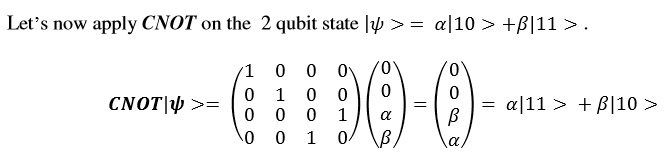 Let's now apply CNOT on the 2 qubit state |ψ >= α|10 > +β|11 > .
CNOT|ψ >= (1 0 0 0 (0 (0
0 1 0 0 0 0
0 0 0 1 α = β = α|11 > + β|10 >
0 0 1 0) β) α)